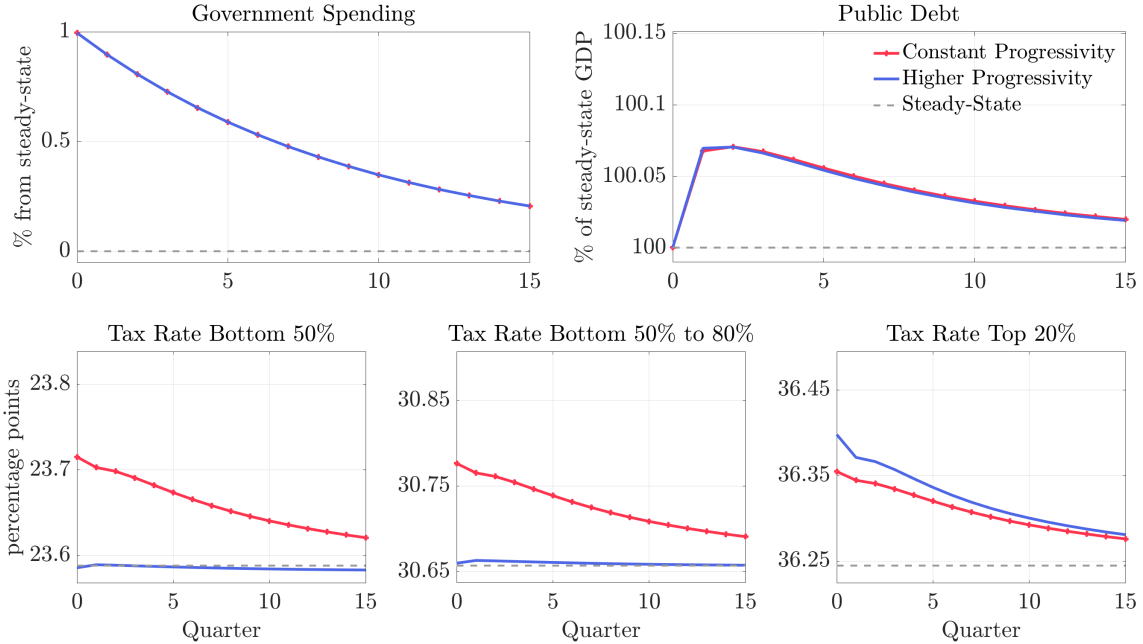 Government Spending
% from steady-state
1
0.5
0
0 5 10 15
Public Debt
% of steady-state GDP
100.15
100.1
100.05
100
0 5 10 15
Constant Progressivity
Higher Progressivity
Steady-State
Tax Rate Bottom 50%
percentage points
23.8
23.7
23.6
0 5 10 15
Quarter
Tax Rate Bottom 50% to 80%
30.85
30.75
30.65
0 5 10 15
Quarter
Tax Rate Top 20%
36.45
36.35
36.25
0 5 10 15
Quarter